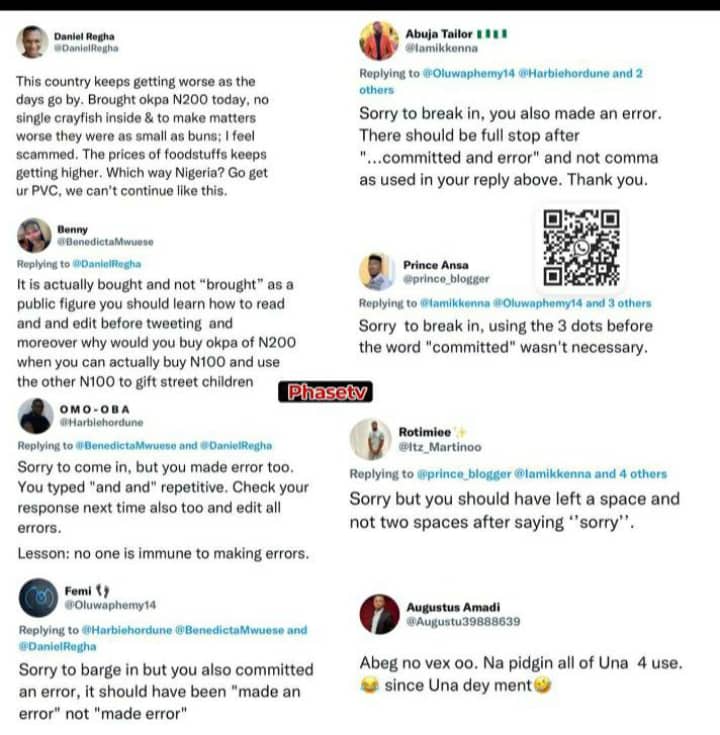 Daniel Regha
@DanielRegha
This country keeps getting worse as the
days go by. Brought okpa N200 today, no
single crayfish inside & to make matters
worse they were as small as buns; I feel
scammed. The prices of foodstuffs keeps
getting higher. Which way Nigeria? Go get
ur PVC, we can't continue like this.
Benny
@BenedictaMwuese
Replying to @DanielRegha
It is actually bought and not “brought” as a
public figure you should learn how to read
and and edit before tweeting and
moreover why would you buy okpa of N200
when you can actually buy N100 and use
the other N100 to gift street children
OMO-OBA
@Harbiehordune
Replying to @BenedictaMwuese and @DanielRegha
Sorry to come in, but you made error too.
You typed "and and" repetitive. Check your
response next time also too and edit all
errors.
Lesson: no one is immune to making errors.
Femi
@Oluwaphemy14
Replying to @Harbiehordune @BenedictaMwuese and
@DanielRegha
Sorry to barge in but you also committed
an error, it should have been "made an
error" not "made error"
Abuja Tailor
@Iamikkenna
Replying to @Oluwaphemy14 @Harbiehordune and 2
others
Sorry to break in, you also made an error.
There should be full stop after
"...committed and error" and not comma
as used in your reply above. Thank you.
Prince Ansa
@prince_blogger
Replying to @Iamikkenna @Oluwaphemy14 and 3 others
Sorry  to break in, using the 3 dots before
the word "committed" wasn't necessary.
Phasetv
Rotimiee
@Itz_Martinoo
Replying to @prince_blogger @Iamikkenna and 4 others
Sorry but you should have left a space and
not two spaces after saying ‘’sorry’’.
Augustus Amadi
@Augustu39888639
Abeg no vex oo. Na pidgin all of Una  4 use.
😂 since Una dey ment🤣